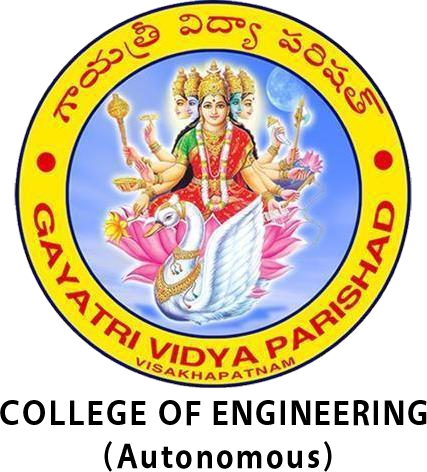 గాయత్రీ విద్యా పరిషత్
GAYATRI VIDYA PARISHAD
VISAKHAPATNAM
COLLEGE OF ENGINEERING
(Autonomous)